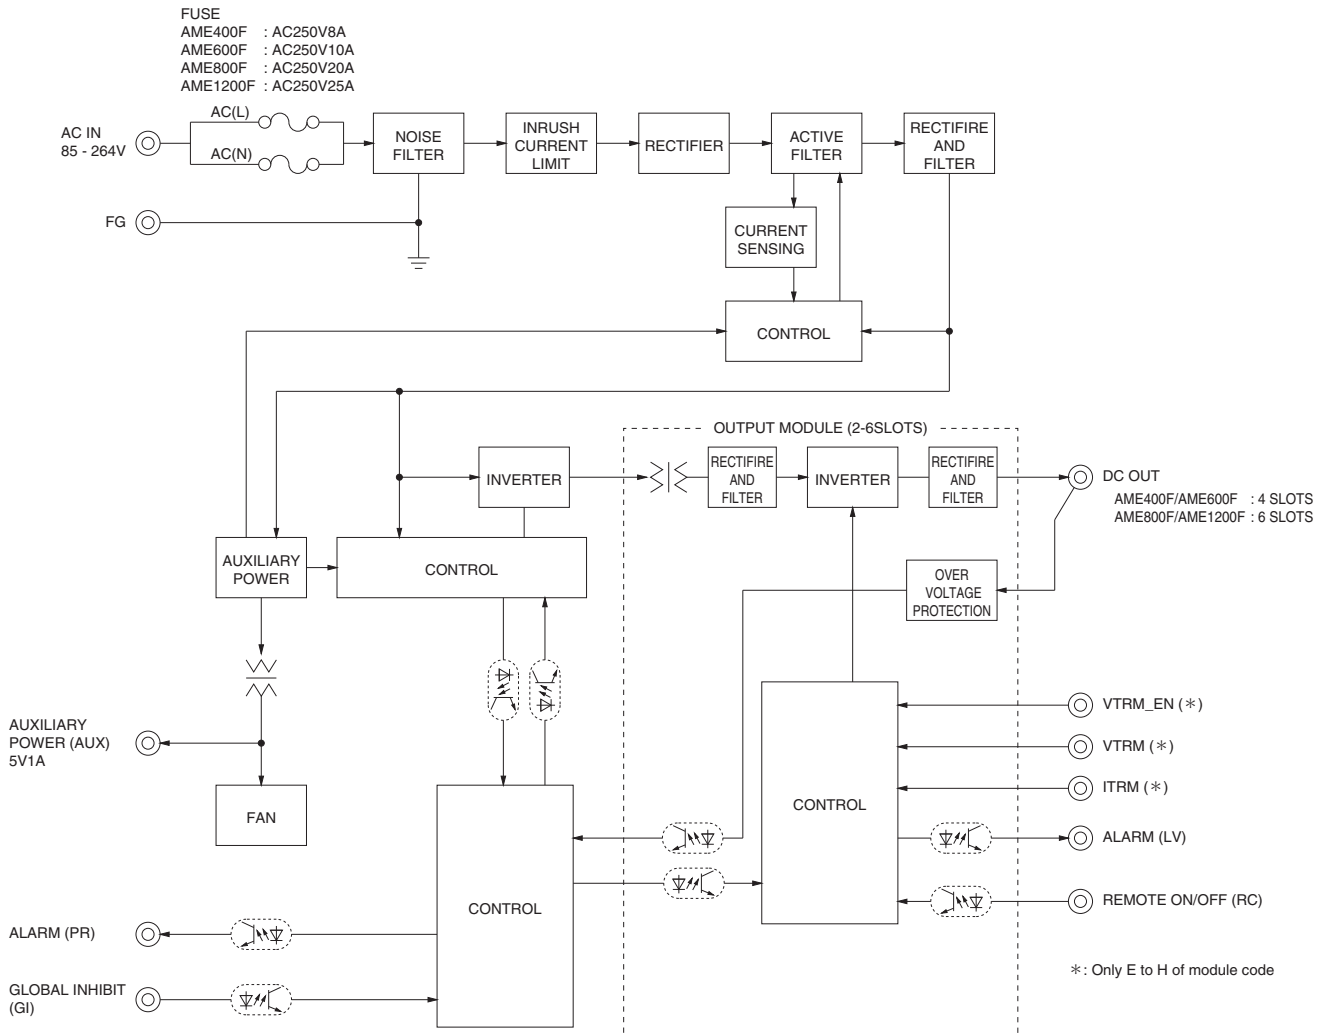 FUSE
AME400F : AC250V8A
AME600F : AC250V10A
AME800F : AC250V20A
AME1200F : AC250V25A
AC IN
85 - 264V
AC(L)
AC(N)
NOISE
FILTER
INRUSH
CURRENT
LIMIT
RECTIFIER
ACTIVE
FILTER
RECTIFIRE
AND
FILTER
FG
CURRENT
SENSING
CONTROL
OUTPUT MODULE (2-6SLOTS)
INVERTER
RECTIFIRE
AND
FILTER
INVERTER
RECTIFIRE
AND
FILTER
DC OUT
AME400F/AME600F : 4 SLOTS
AME800F/AME1200F : 6 SLOTS
AUXILIARY
POWER
CONTROL
OVER
VOLTAGE
PROTECTION
AUXILIARY
POWER (AUX)
5V1A
FAN
CONTROL
CONTROL
VTRM_EN (＊)
VTRM (＊)
ITRM (＊)
ALARM (LV)
REMOTE ON/OFF (RC)
ALARM (PR)
GLOBAL INHIBIT
(GI)
＊: Only E to H of module code